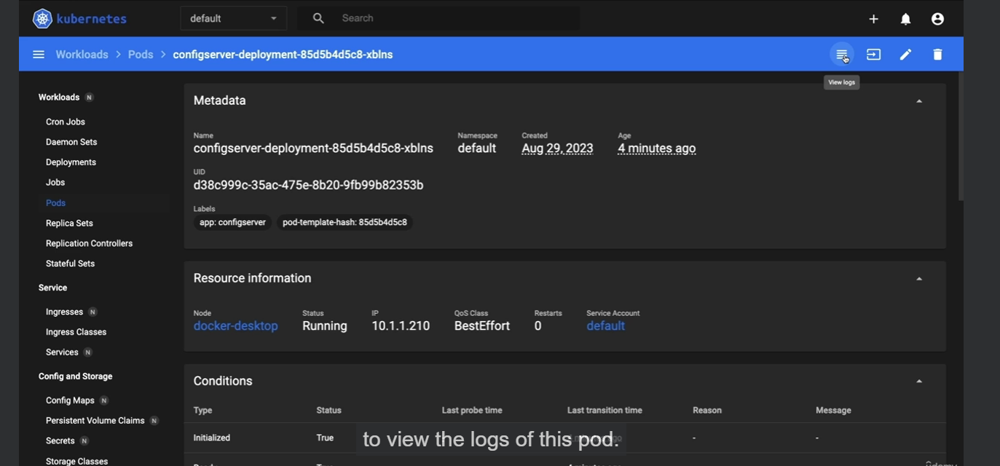 kubernetes
default
Search
Workloads > Pods > configserver-deployment-85d5b4d5c8-xblns
View logs
Workloads N
Cron Jobs
Daemon Sets
Deployments
Jobs
Pods
Replica Sets
Replication Controllers
Stateful Sets
Service
Ingresses N
Ingress Classes
Services N
Config and Storage
Config Maps N
Persistent Volume Claims N
Secrets N
Storage Classes
Metadata
Name Namespace Created Age
configserver-deployment-85d5b4d5c8-xblns default Aug 29, 2023 4 minutes ago
UID
d38c999c-35ac-475e-8b20-9fb99b82353b
Labels
app: configserver pod-template-hash: 85d5b4d5c8
Resource information
Node Status IP QoS Class Restarts Service Account
docker-desktop Running 10.1.1.210 BestEffort 0 default
Conditions
Type Status Last probe time Last transition time Reason Message
Initialized True - -
to view the logs of this pod.